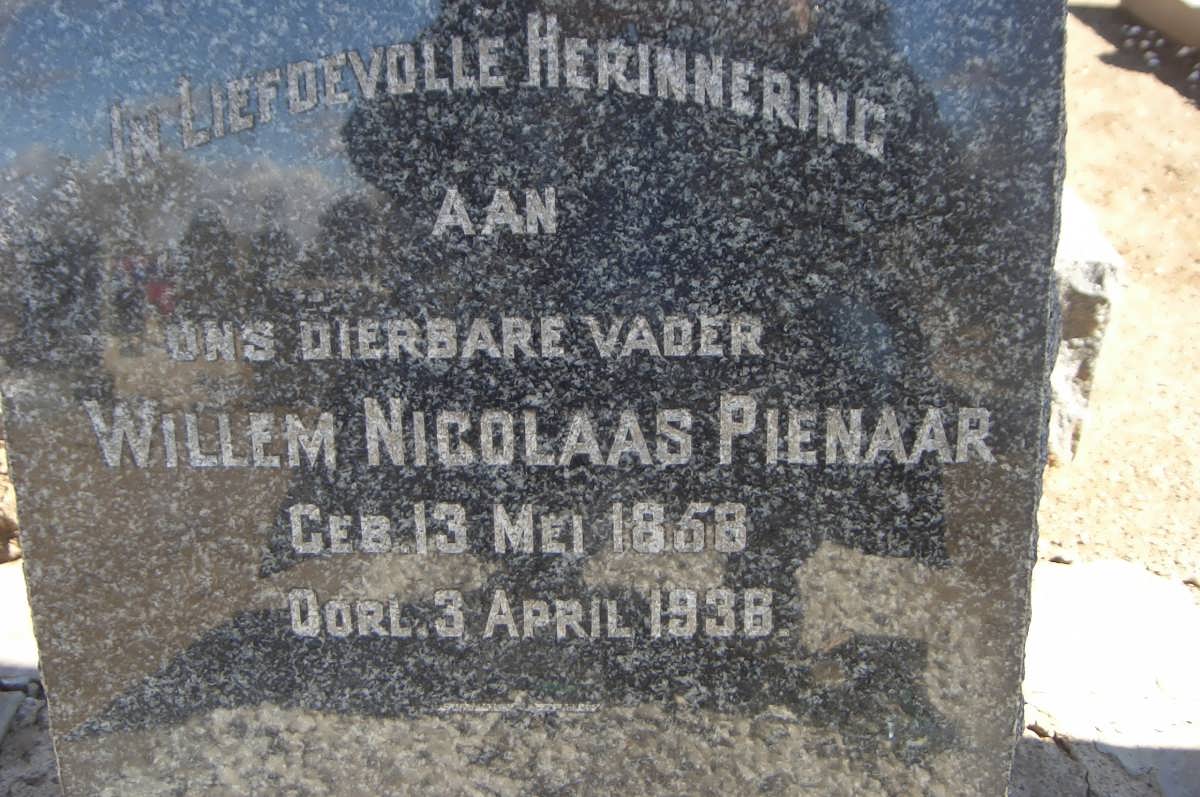 IN LIEFDEVOLLE HERINNERING
AAN
ONS DIERBARE VADER
WILLEM NICOLAAS PIENAAR
GEB. 13 MEI 1858
OORL. 3 APRIL 1938.